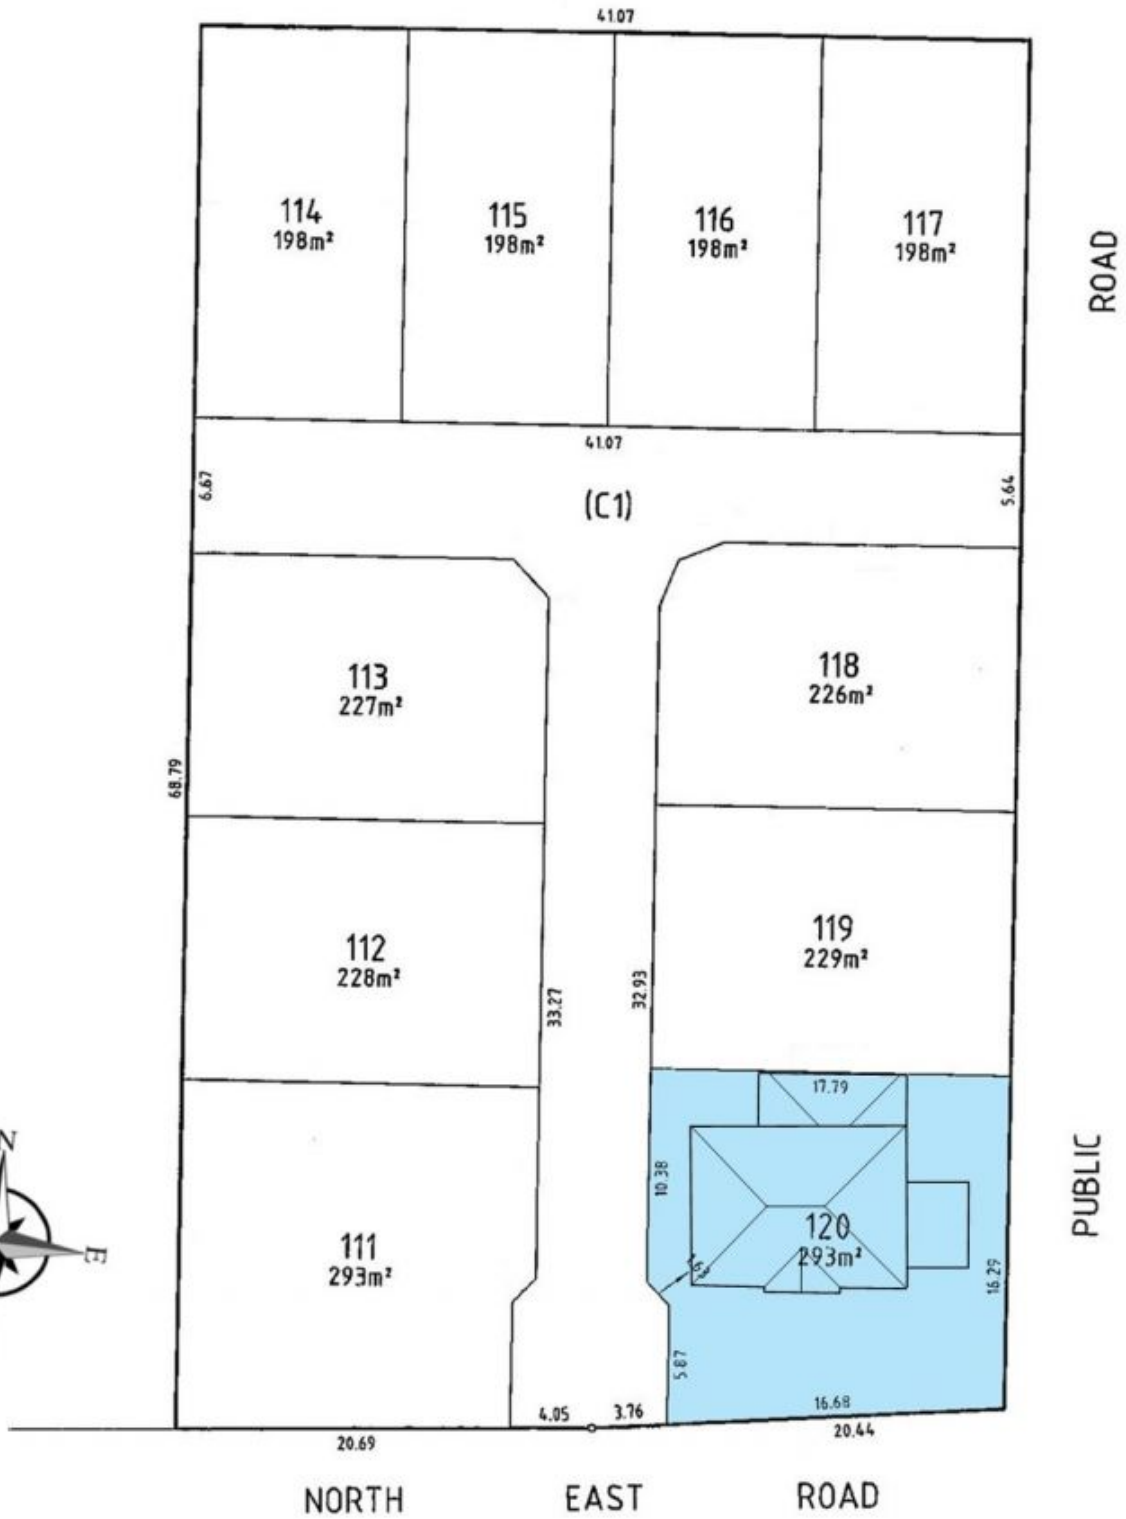 41.07
114
198m²
115
198m²
116
198m²
117
198m²
ROAD
41.07
6.67
(C1)
5.64
113
227m²
118
226m²
68.79
112
228m²
119
229m²
33.27
32.93
17.79
N
E
10.38
PUBLIC
111
293m²
120
293m²
1.63
16.29
5.87
4.05
3.76
16.68
20.69
20.44
NORTH EAST ROAD